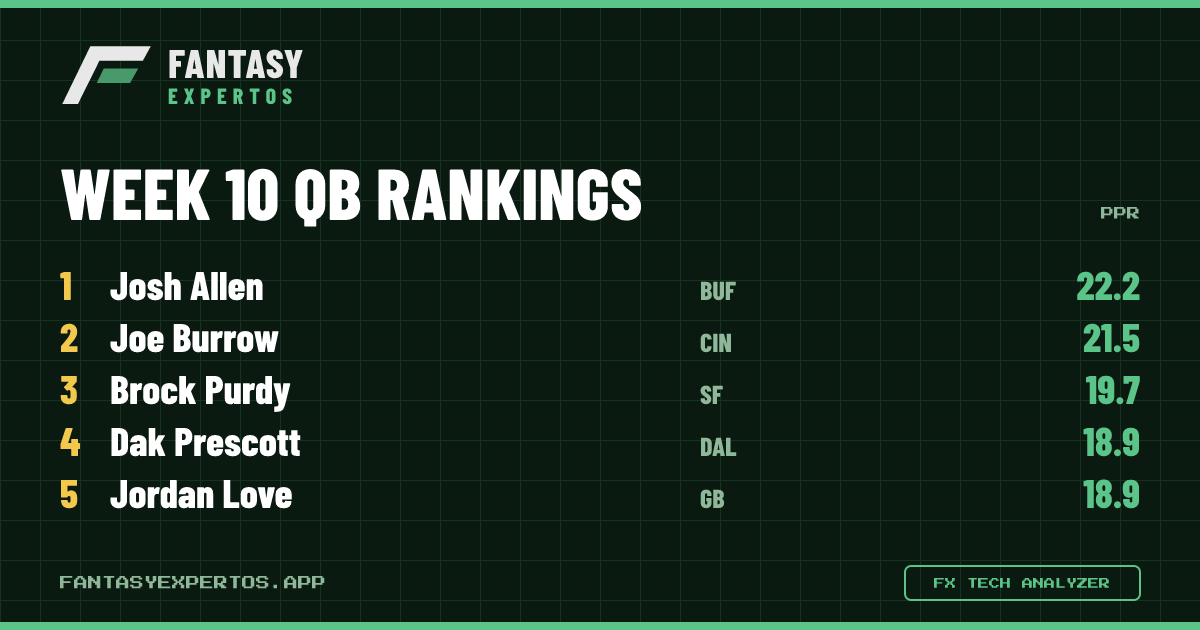 FANTASY
EXPERTOS
WEEK 10 QB RANKINGS
PPR
1 Josh Allen BUF 22.2
2 Joe Burrow CIN 21.5
3 Brock Purdy SF 19.7
4 Dak Prescott DAL 18.9
5 Jordan Love GB 18.9
FANTASYEXPERTOS.APP
FX TECH ANALYZER